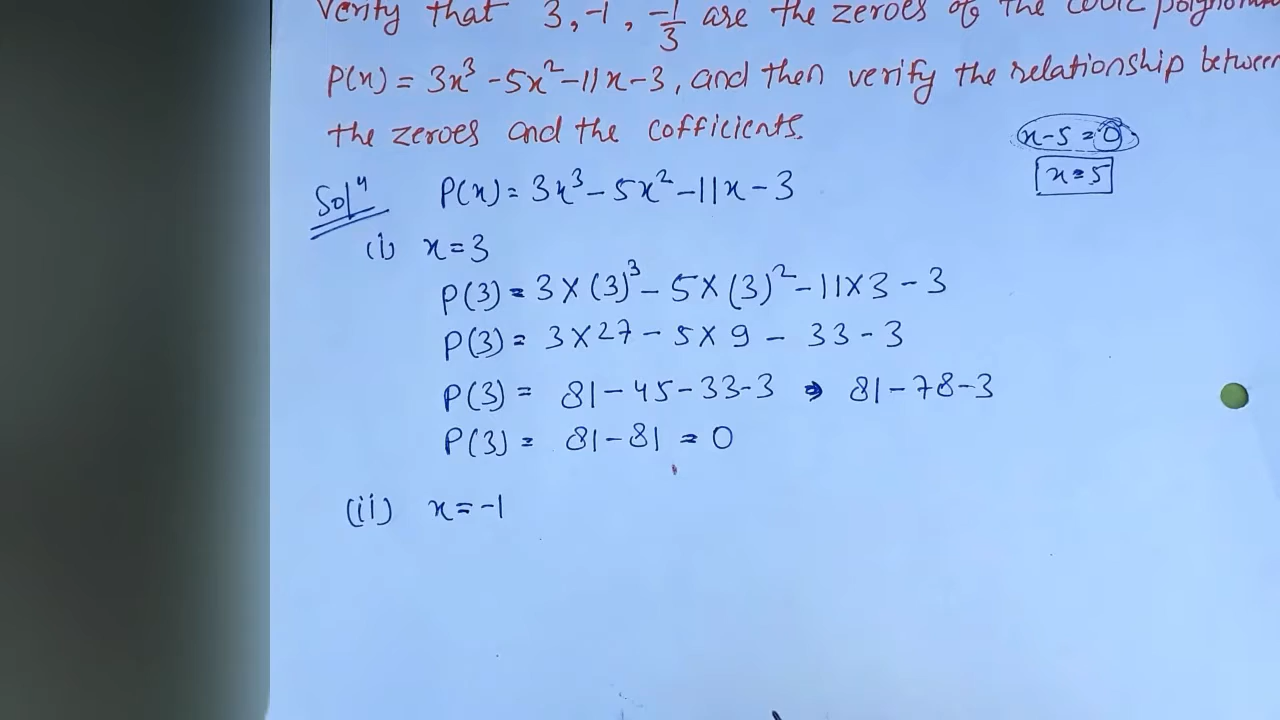 Verify that 3, -1, -1/3 are the zeroes of the cubic polynomial
P(x) = 3x³ - 5x² - 11x - 3, and then verify the relationship between
the zeroes and the cofficients.
x - 5 = 0
x = 5
Solⁿ P(x) = 3x³ - 5x² - 11x - 3
(i) x = 3
P(3) = 3 × (3)³ - 5 × (3)² - 11 × 3 - 3
P(3) = 3 × 27 - 5 × 9 - 33 - 3
P(3) = 81 - 45 - 33 - 3 ⇒ 81 - 78 - 3
P(3) = 81 - 81 = 0
(ii) x = -1